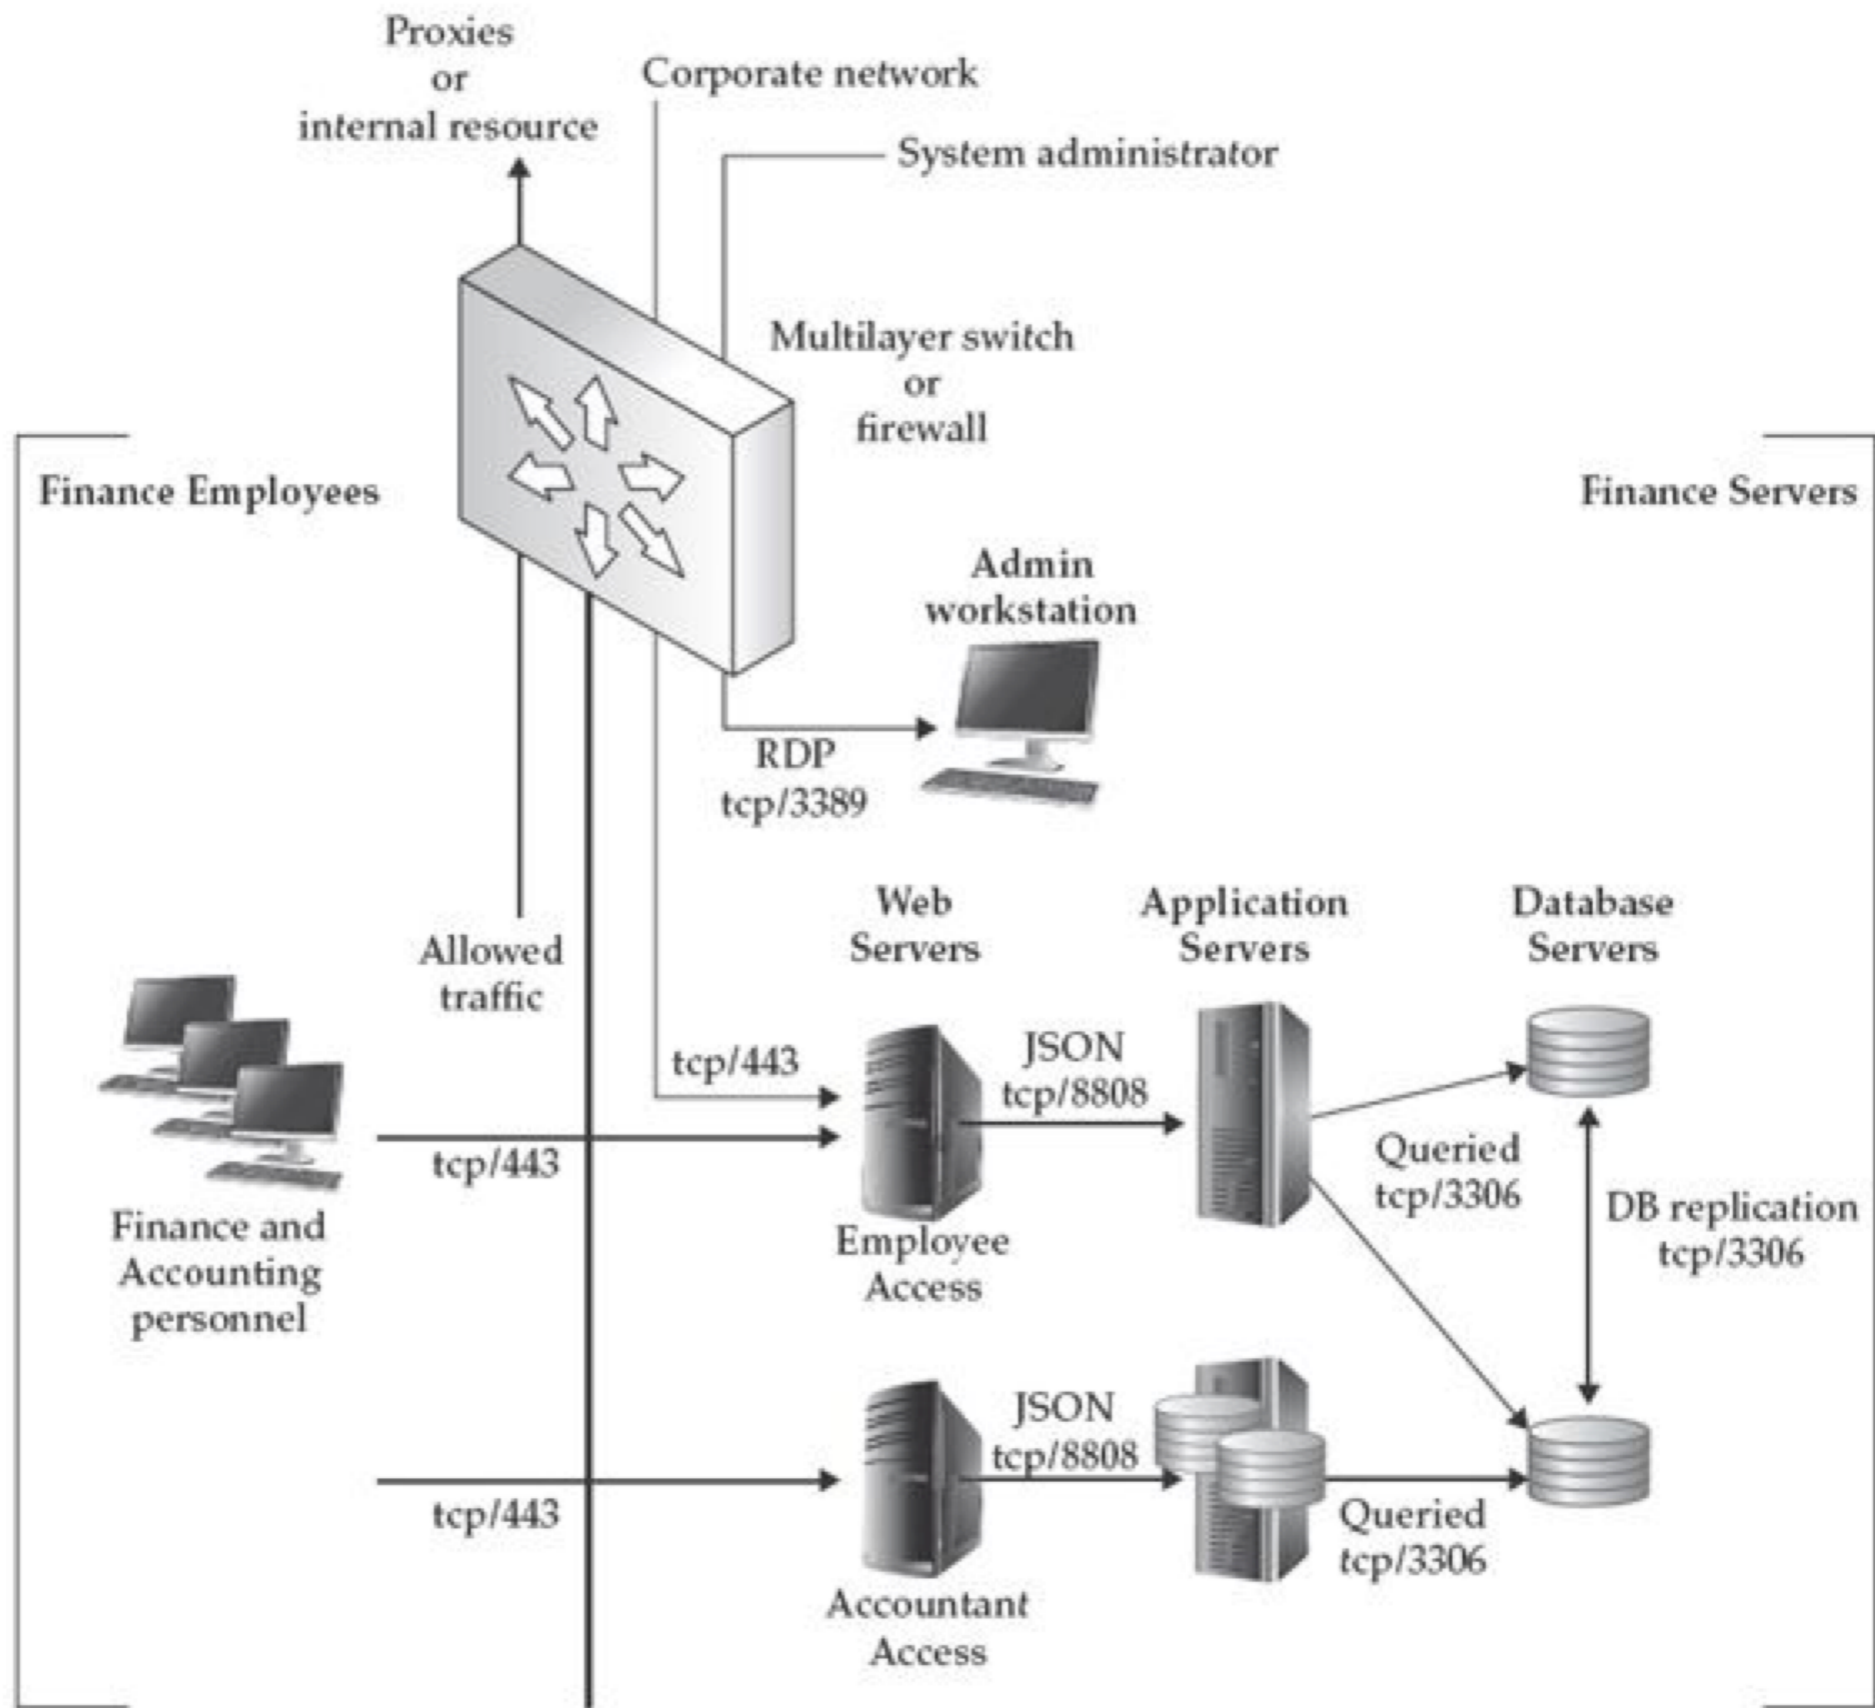 Proxies
or
internal resource
Corporate network
System administrator
Multilayer switch
or
firewall
Finance Employees
Finance Servers
Admin
workstation
RDP
tcp/3389
Allowed
traffic
Web
Servers
Application
Servers
Database
Servers
tcp/443
JSON
tcp/8808
tcp/443
Queried
tcp/3306
DB replication
tcp/3306
Finance and
Accounting
personnel
Employee
Access
JSON
tcp/8808
tcp/443
Queried
tcp/3306
Accountant
Access